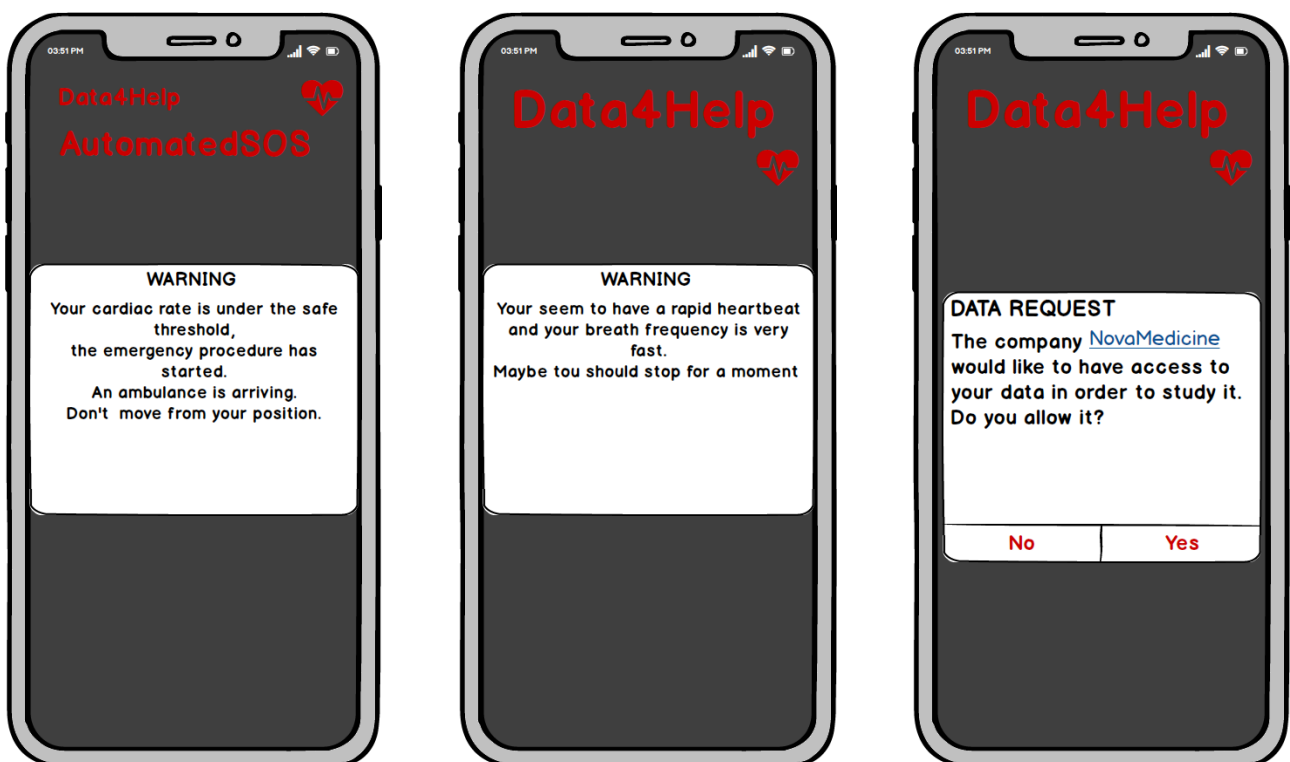 03:51 PM
Data4Help
AutomatedSOS
WARNING
Your cardiac rate is under the safe
threshold,
the emergency procedure has
started.
An ambulance is arriving.
Don't move from your position.
03:51 PM
Data4Help
WARNING
Your seem to have a rapid heartbeat
and your breath frequency is very
fast.
Maybe tou should stop for a moment
03:51 PM
Data4Help
DATA REQUEST
The company NovaMedicine
would like to have access to
your data in order to study it.
Do you allow it?
No
Yes